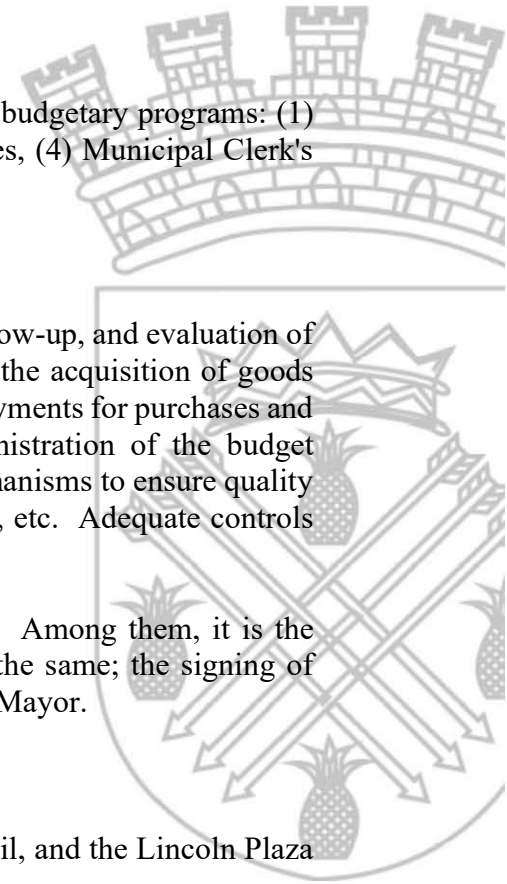 budgetary programs: (1)
es, (4) Municipal Clerk's
ow-up, and evaluation of
the acquisition of goods
yments for purchases and
nistration of the budget
hanisms to ensure quality
, etc. Adequate controls
Among them, it is the
the same; the signing of
Mayor.
il, and the Lincoln Plaza